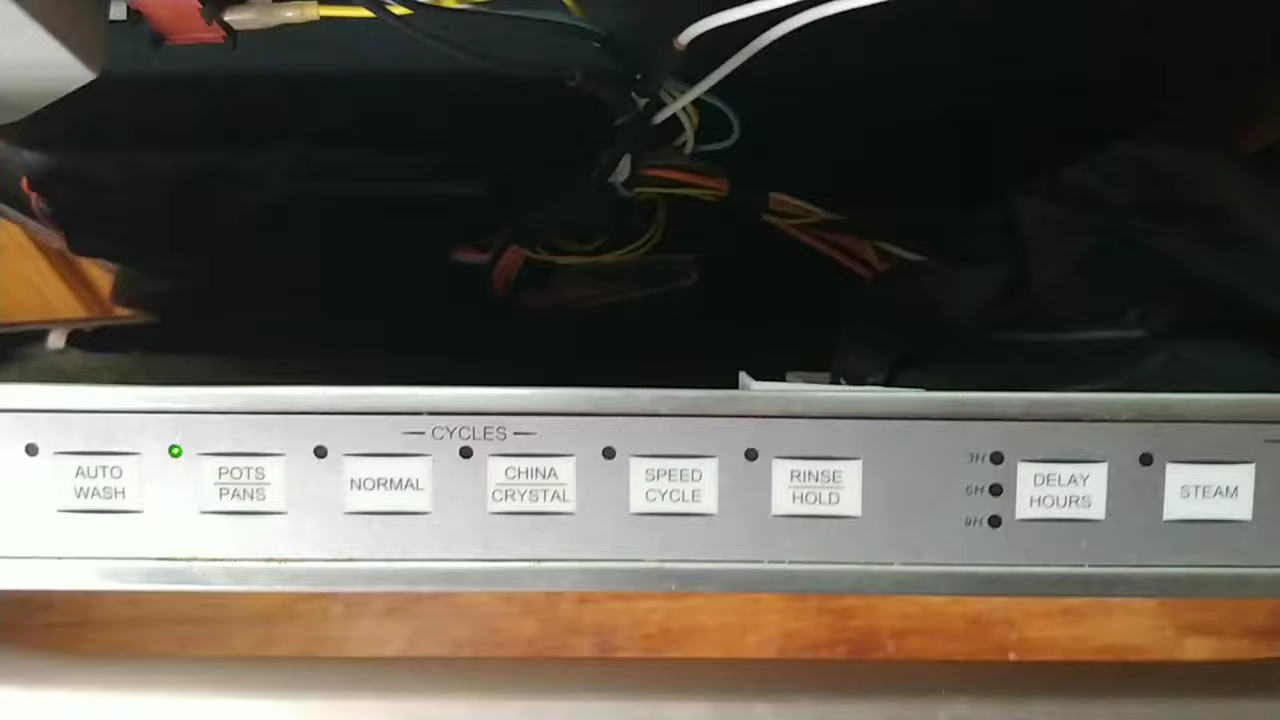 CYCLES
AUTO
WASH
POTS
PANS
NORMAL
CHINA
CRYSTAL
SPEED
CYCLE
RINSE
HOLD
DELAY
HOURS
STEAM